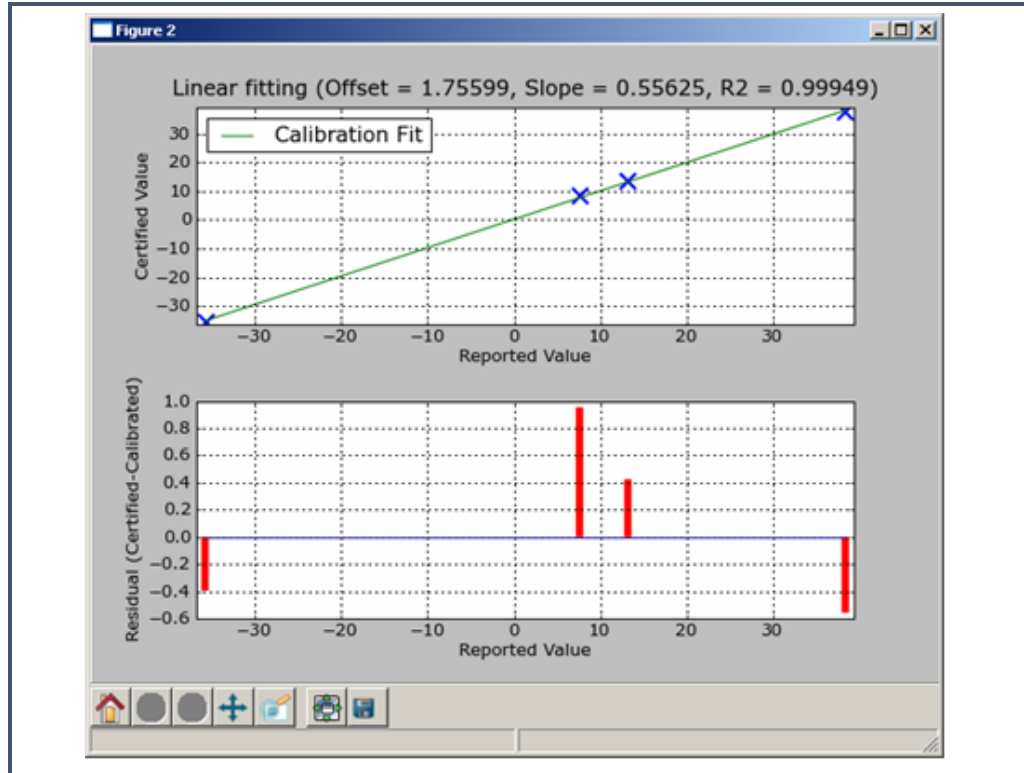 Figure 2
Linear fitting (Offset = 1.75599, Slope = 0.55625, R2 = 0.99949)
Calibration Fit
Certified Value
30
20
10
0
−10
−20
−30
−30 −20 −10 0 10 20 30
Reported Value
Residual (Certified-Calibrated)
1.0
0.8
0.6
0.4
0.2
0.0
−0.2
−0.4
−0.6
−30 −20 −10 0 10 20 30
Reported Value